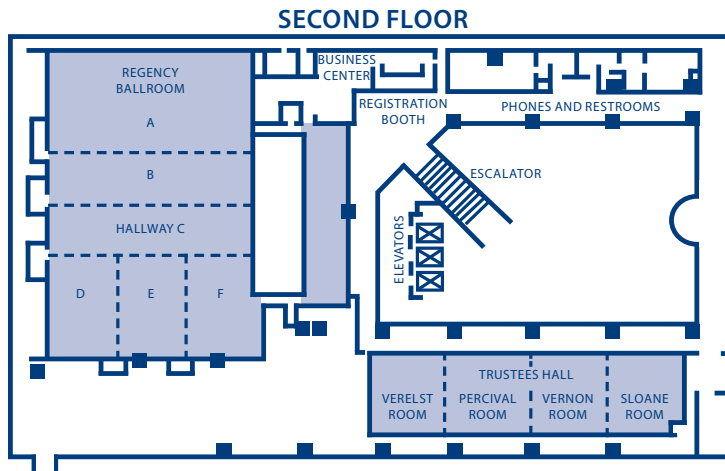 SECOND FLOOR
REGENCY
BALLROOM
A
B
HALLWAY C
D
E
F
BUSINESS
CENTER
REGISTRATION
BOOTH
PHONES AND RESTROOMS
ESCALATOR
ELEVATORS
TRUSTEES HALL
VERELST
ROOM
PERCIVAL
ROOM
VERNON
ROOM
SLOANE
ROOM